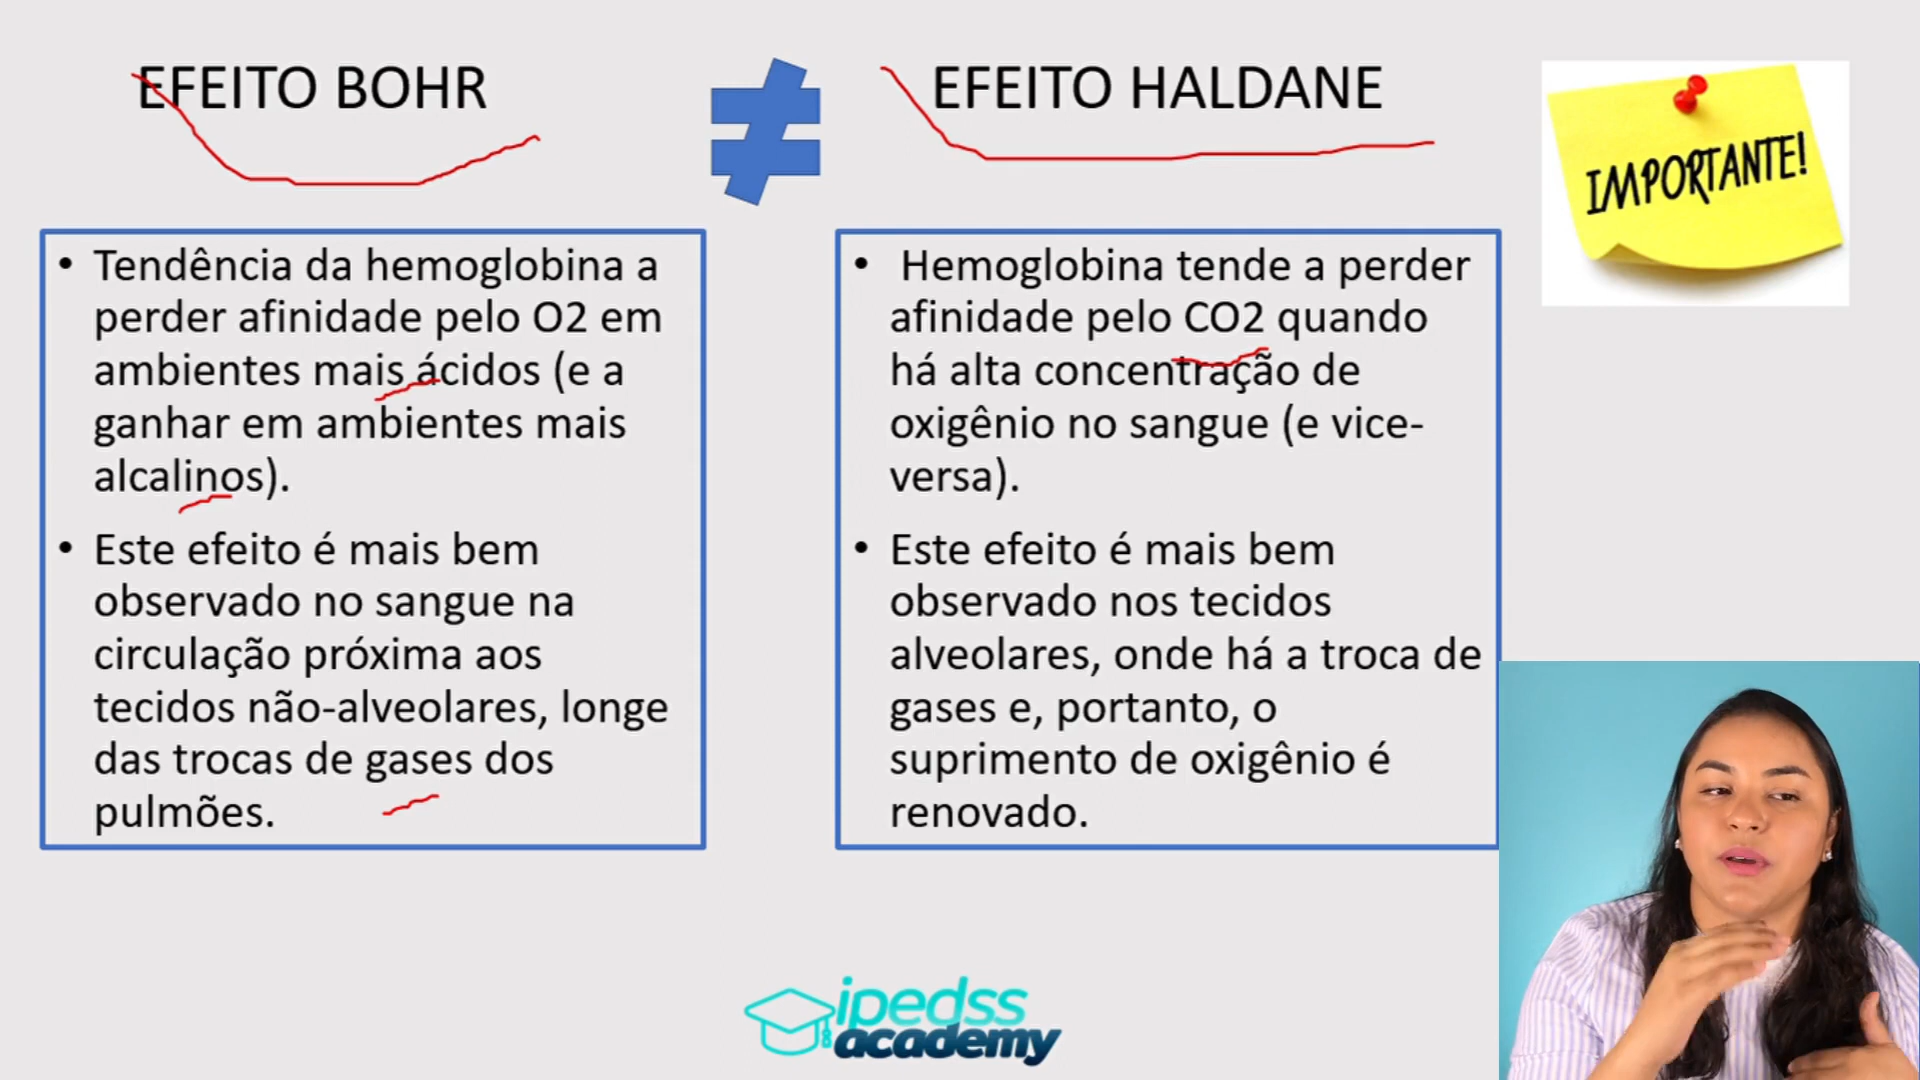 EFEITO BOHR
≠
EFEITO HALDANE
IMPORTANTE!
• Tendência da hemoglobina a
perder afinidade pelo O2 em
ambientes mais ácidos (e a
ganhar em ambientes mais
alcalinos).
• Este efeito é mais bem
observado no sangue na
circulação próxima aos
tecidos não-alveolares, longe
das trocas de gases dos
pulmões.
• Hemoglobina tende a perder
afinidade pelo CO2 quando
há alta concentração de
oxigênio no sangue (e vice-
versa).
• Este efeito é mais bem
observado nos tecidos
alveolares, onde há a troca de
gases e, portanto, o
suprimento de oxigênio é
renovado.
ipedss
academy